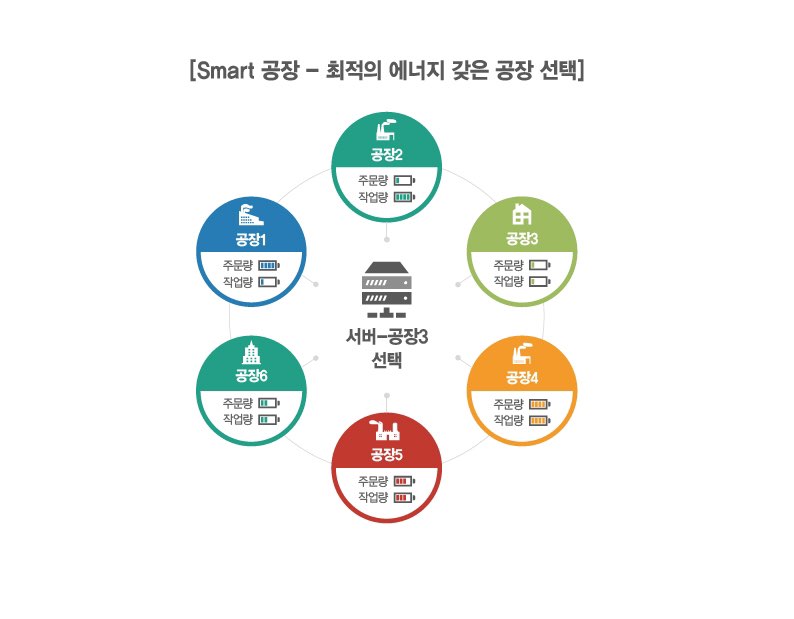 [Smart 공장 – 최적의 에너지 갖은 공장 선택]
공장2
주문량
작업량
공장1
주문량
작업량
공장3
주문량
작업량
서버-공장3
선택
공장6
주문량
작업량
공장4
주문량
작업량
공장5
주문량
작업량